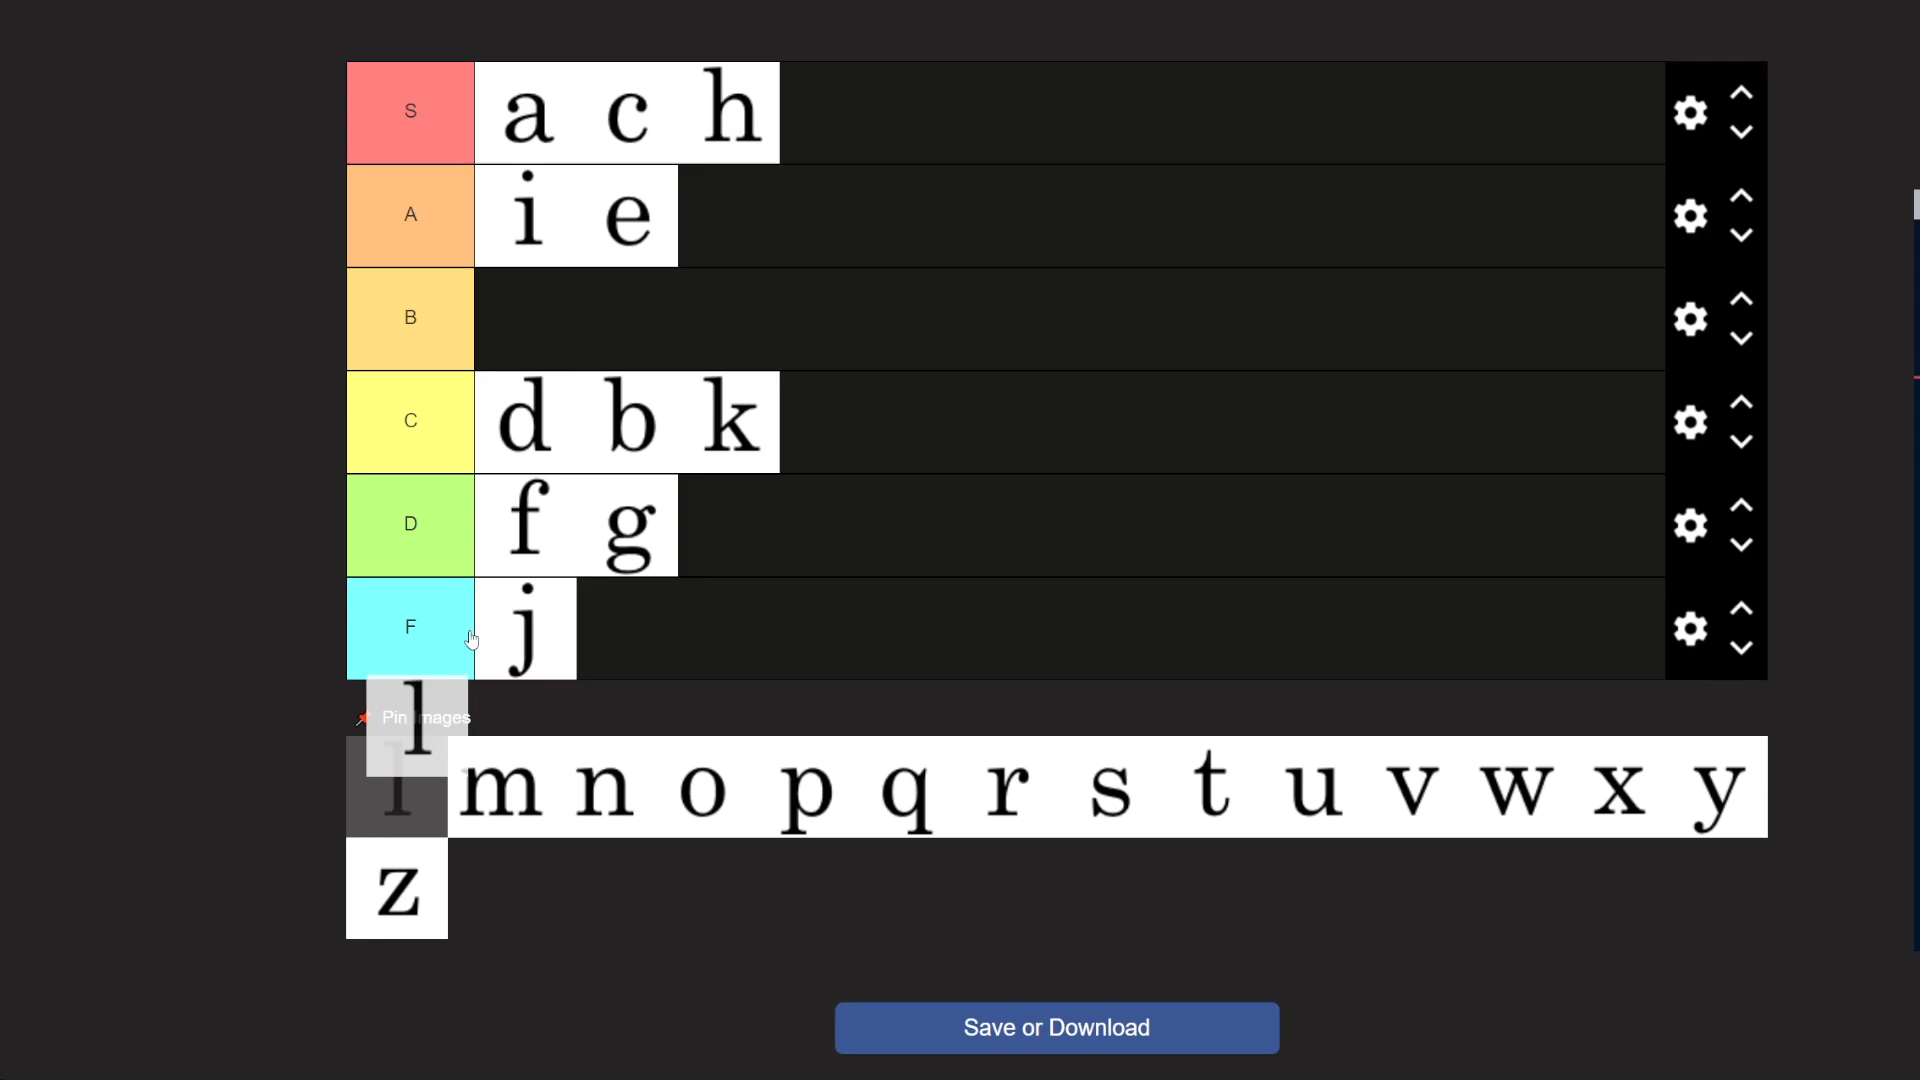 S a c h
A i e
B
C d b k
D f g
F j
l
Pin Images
l m n o p q r s t u v w x y
z
Save or Download